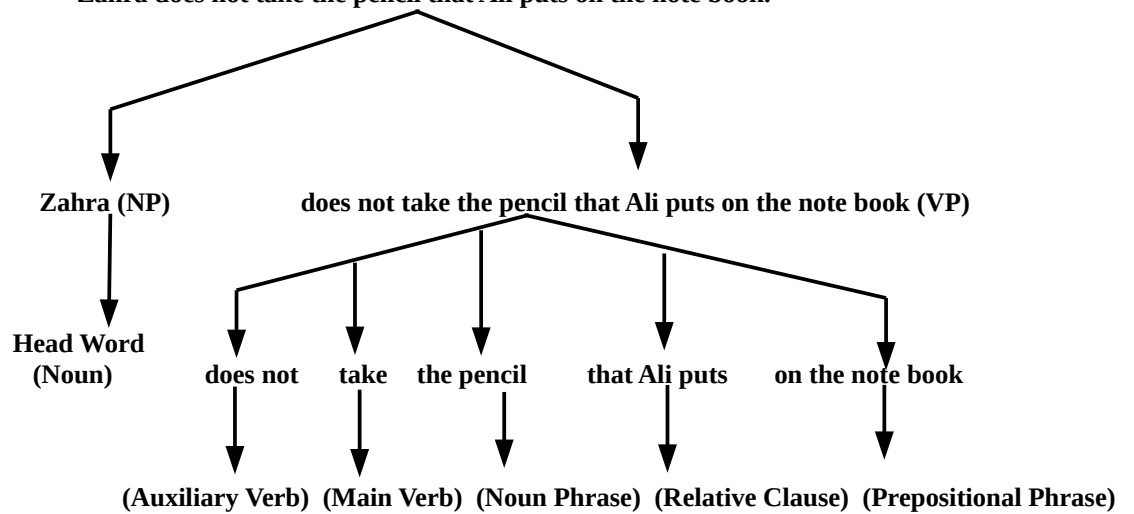 Zahra does not take the pencil that Ali puts on the note book.
Zahra (NP) does not take the pencil that Ali puts on the note book (VP)
Head Word
(Noun) does not take the pencil that Ali puts on the note book
(Auxiliary Verb) (Main Verb) (Noun Phrase) (Relative Clause) (Prepositional Phrase)